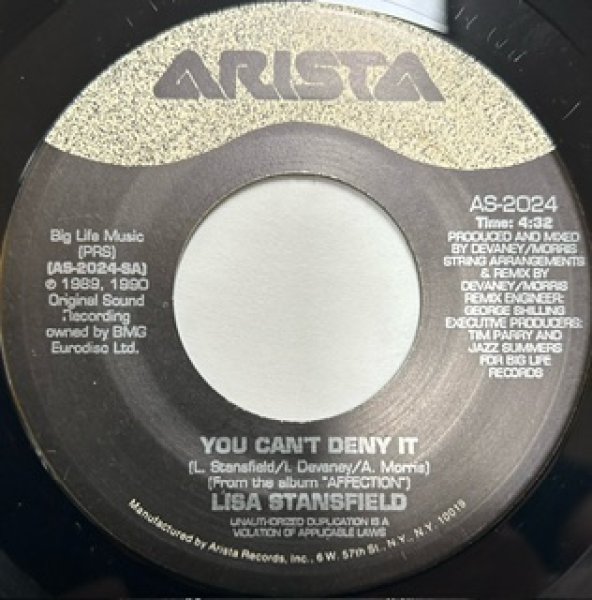 ARISTA
Big Life Music
(PRS)
(AS-2024-SA)
℗ 1989, 1990
Original Sound
Recording
owned by BMG
Eurodisc Ltd.
AS-2024
Time: 4:32
PRODUCED AND MIXED
BY DEVANEY/MORRIS
STRING ARRANGEMENTS
& REMIX BY
DEVANEY/MORRIS
REMIX ENGINEER:
GEORGE SHILLING
EXECUTIVE PRODUCERS:
TIM PARRY AND
JAZZ SUMMERS
FOR BIG LIFE
RECORDS
YOU CAN'T DENY IT
(L. Stansfield/I. Devaney/A. Morris)
(From the album "AFFECTION")
LISA STANSFIELD
UNAUTHORIZED DUPLICATION IS A
VIOLATION OF APPLICABLE LAWS
Manufactured by Arista Records, Inc., 6 W. 57th St., N.Y., N.Y. 10019